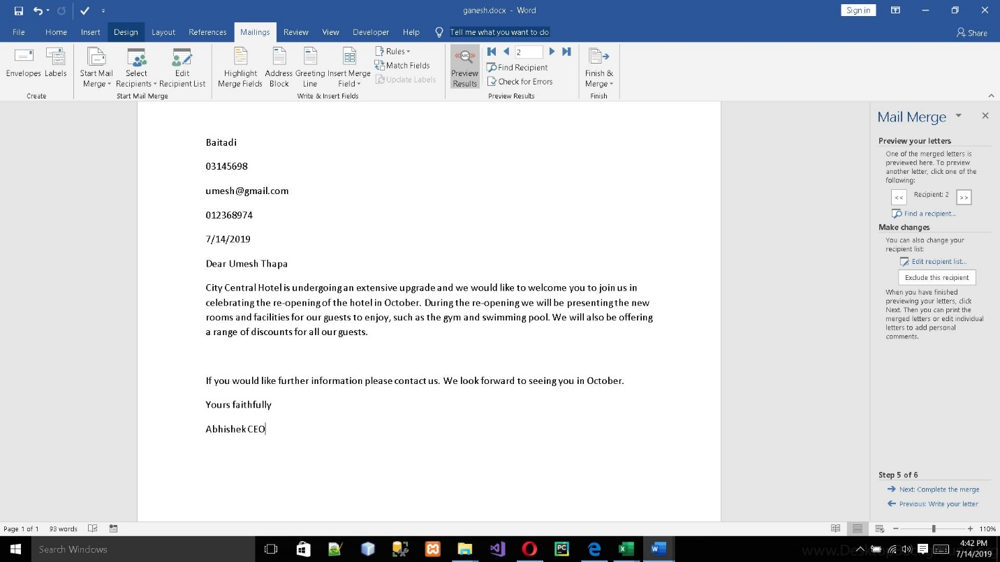 ganesh.docx - Word
Sign in
File Home Insert Design Layout References Mailings Review View Developer Help Tell me what you want to do Share
Envelopes Labels
Create
Start Mail Merge Select Recipients Edit Recipient List
Start Mail Merge
Highlight Merge Fields Address Block Greeting Line Insert Merge Field Rules Match Fields Update Labels
Write & Insert Fields
Preview Results 2 Find Recipient Check for Errors
Preview Results
Finish & Merge
Finish
Baitadi
03145698
umesh@gmail.com
012368974
7/14/2019
Dear Umesh Thapa
City Central Hotel is undergoing an extensive upgrade and we would like to welcome you to join us in
celebrating the re-opening of the hotel in October. During the re-opening we will be presenting the new
rooms and facilities for our guests to enjoy, such as the gym and swimming pool. We will also be offering
a range of discounts for all our guests.
If you would like further information please contact us. We look forward to seeing you in October.
Yours faithfully
Abhishek CEO
Mail Merge
Preview your letters
One of the merged letters is
previewed here. To preview
another letter, click one of the
following:
<< Recipient: 2 >>
Find a recipient...
Make changes
You can also change your
recipient list:
Edit recipient list...
Exclude this recipient
When you have finished
previewing your letters, click
Next. Then you can print the
merged letters or edit individual
letters to add personal
comments.
Step 5 of 6
Next: Complete the merge
Previous: Write your letter
Page 1 of 1 93 words 110%
Search Windows
4:42 PM
7/14/2019